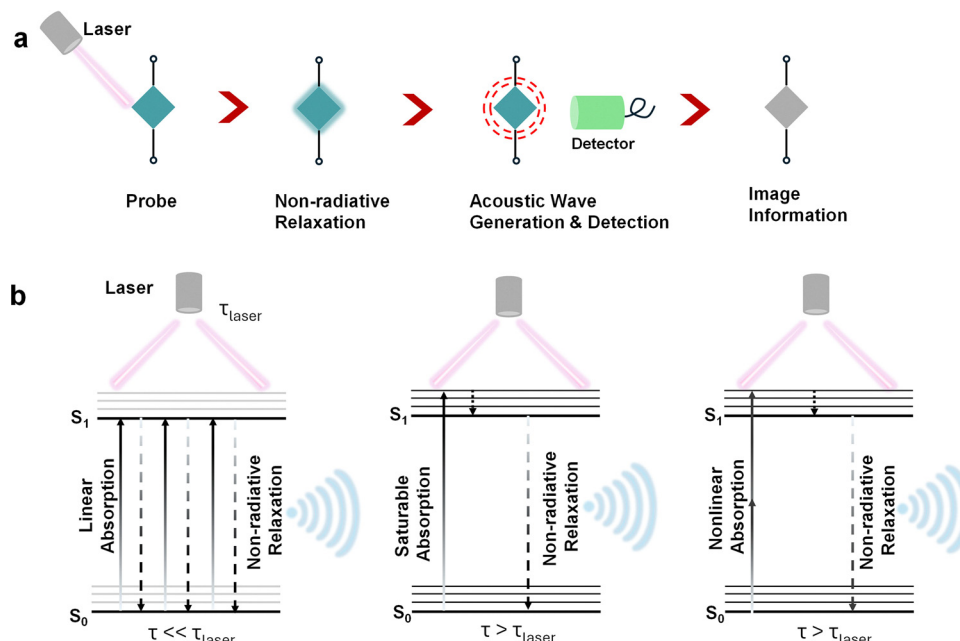 a
Laser
Detector
Probe
Non-radiative
Relaxation
Acoustic Wave
Generation & Detection
Image
Information
b
Laser
τlaser
S1
Linear
Absorption
Non-radiative
Relaxation
S0
τ << τlaser
S1
Saturable
Absorption
Non-radiative
Relaxation
S0
τ > τlaser
S1
Nonlinear
Absorption
Non-radiative
Relaxation
S0
τ > τlaser